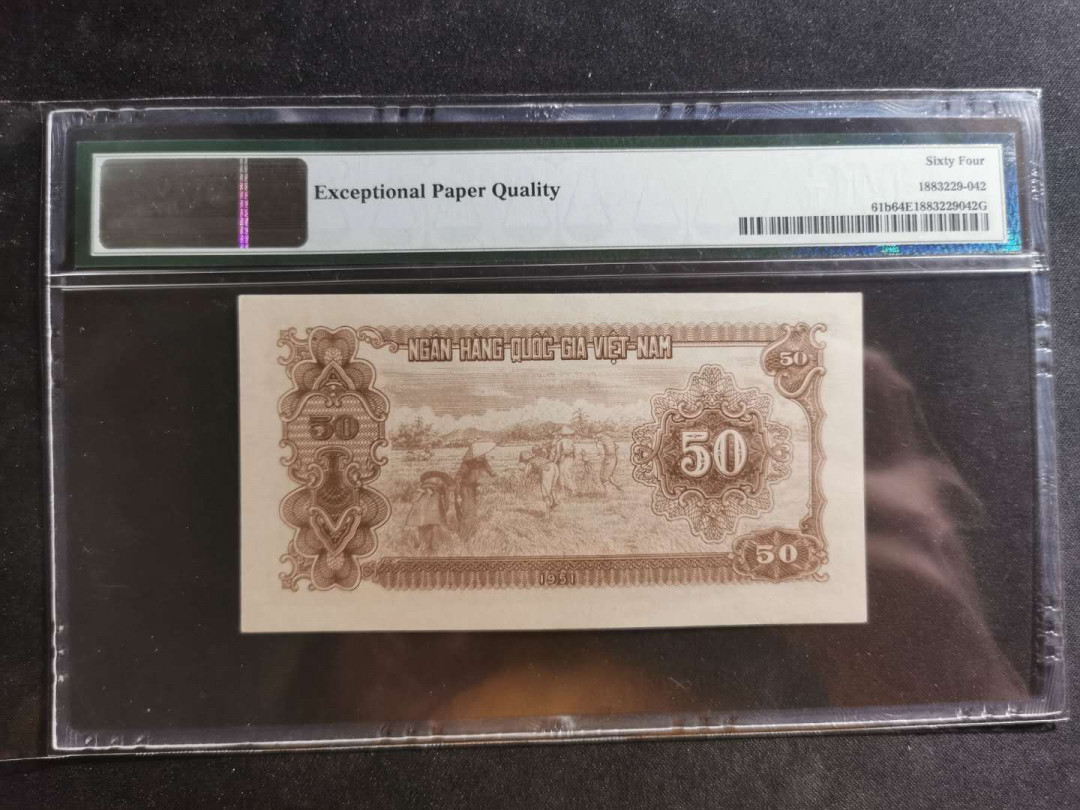 Sixty Four
Exceptional Paper Quality
1883229-042
61b64E1883229042G
NGÂN HÀNG QUỐC GIA VIỆT-NAM
50
50
50
50
1951